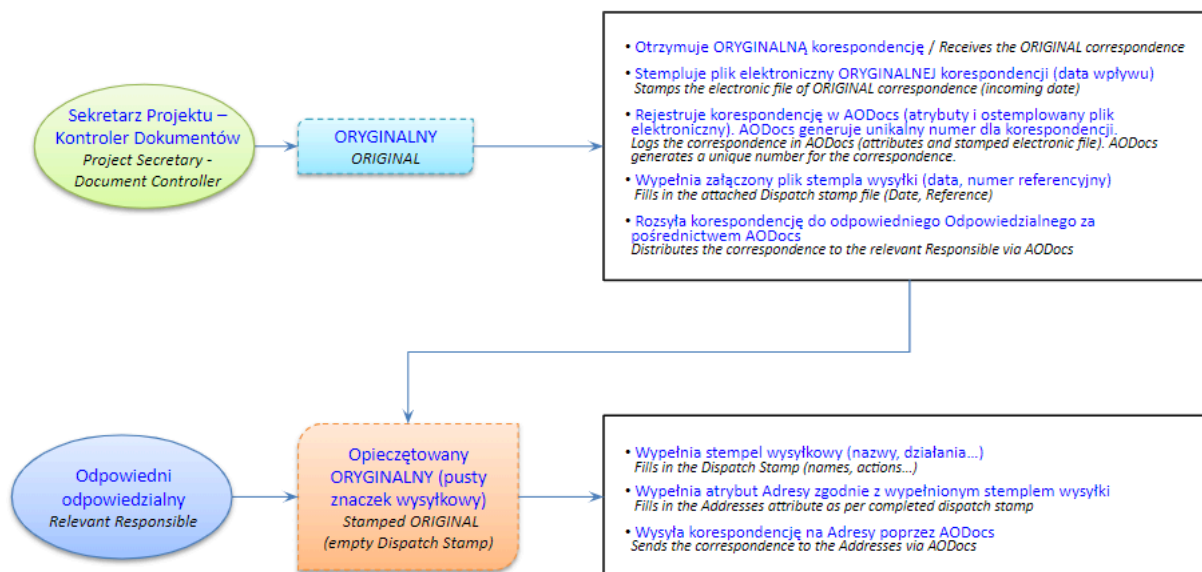 Sekretarz Projektu –
Kontroler Dokumentów
Project Secretary -
Document Controller
ORYGINALNY
ORIGINAL
• Otrzymuje ORYGINALNĄ korespondencję / Receives the ORIGINAL correspondence
• Stempluje plik elektroniczny ORYGINALNEJ korespondencji (data wpływu)
Stamps the electronic file of ORIGINAL correspondence (incoming date)
• Rejestruje korespondencję w AODocs (atrybuty i ostemplowany plik
elektroniczny). AODocs generuje unikalny numer dla korespondencji.
Logs the correspondence in AODocs (attributes and stamped electronic file). AODocs
generates a unique number for the correspondence.
• Wypełnia załączony plik stempla wysyłki (data, numer referencyjny)
Fills in the attached Dispatch stamp file (Date, Reference)
• Rozsyła korespondencję do odpowiedniego Odpowiedzialnego za
pośrednictwem AODocs
Distributes the correspondence to the relevant Responsible via AODocs
Odpowiedni
odpowiedzialny
Relevant Responsible
Opieczętowany
ORYGINALNY (pusty
znaczek wysyłkowy)
Stamped ORIGINAL
(empty Dispatch Stamp)
• Wypełnia stempel wysyłkowy (nazwy, działania...)
Fills in the Dispatch Stamp (names, actions...)
• Wypełnia atrybut Adresy zgodnie z wypełnionym stemplem wysyłki
Fills in the Addresses attribute as per completed dispatch stamp
• Wysyła korespondencję na Adresy poprzez AODocs
Sends the correspondence to the Addresses via AODocs